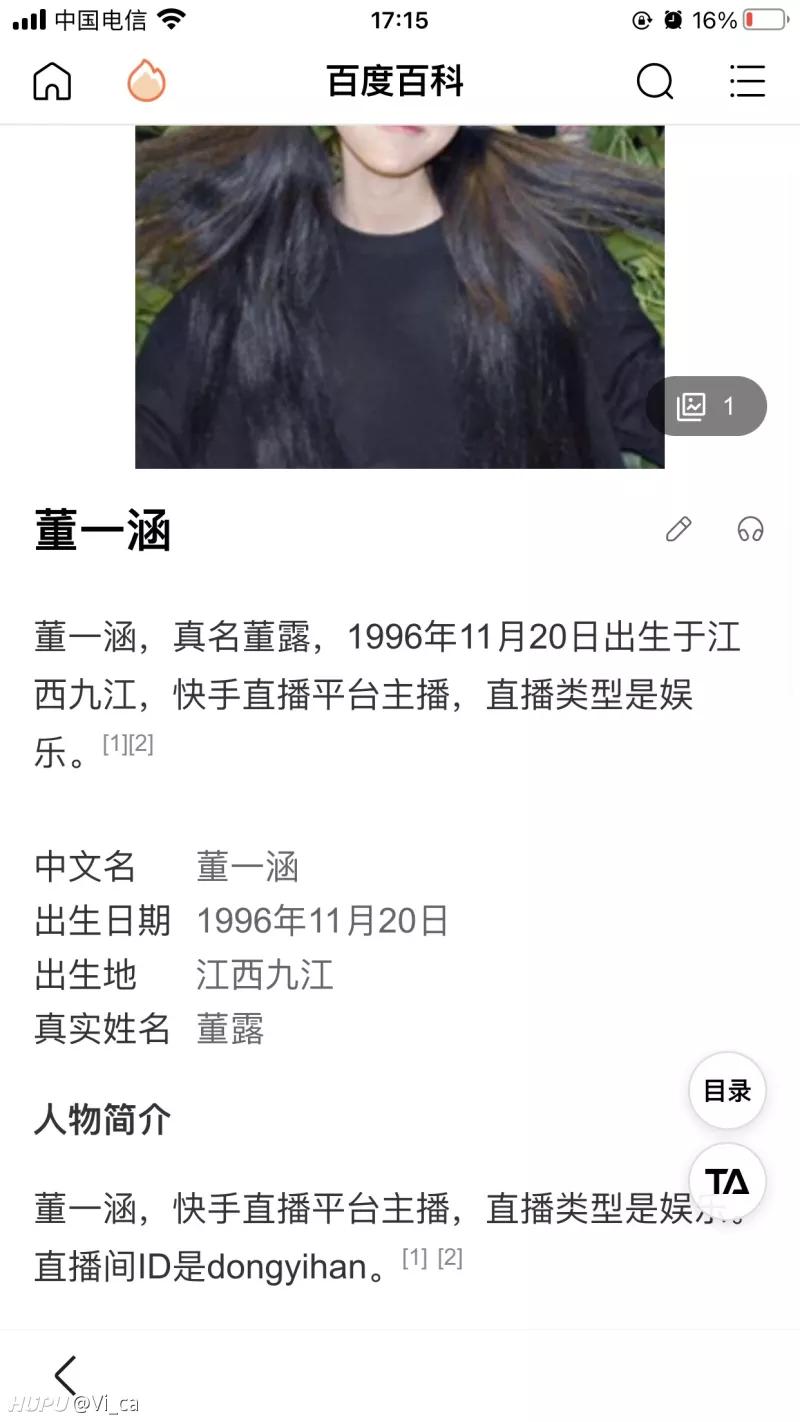 中国电信 17:15 16%
百度百科
1
董一涵
董一涵，真名董露，1996年11月20日出生于江
西九江，快手直播平台主播，直播类型是娱
乐。[1][2]
中文名 董一涵
出生日期 1996年11月20日
出生地 江西九江
真实姓名 董露
目录
人物简介
TA
董一涵，快手直播平台主播，直播类型是娱乐。
直播间ID是dongyihan。[1] [2]
HUPU @Vi_ca